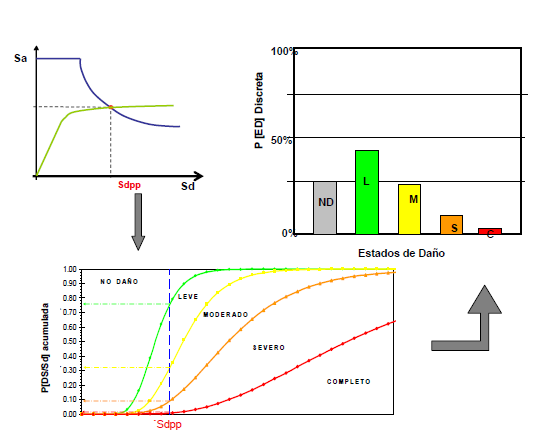 Sa
Sdpp
Sd
100%
50%
0%
P [ED] Discreta
ND
L
M
S
C
Estados de Daño
P[DS/Sd] acumulada
1.00
0.90
0.80
0.70
0.60
0.50
0.40
0.30
0.20
0.10
0.00
NO DAÑO
LEVE
MODERADO
SEVERO
COMPLETO
Sdpp